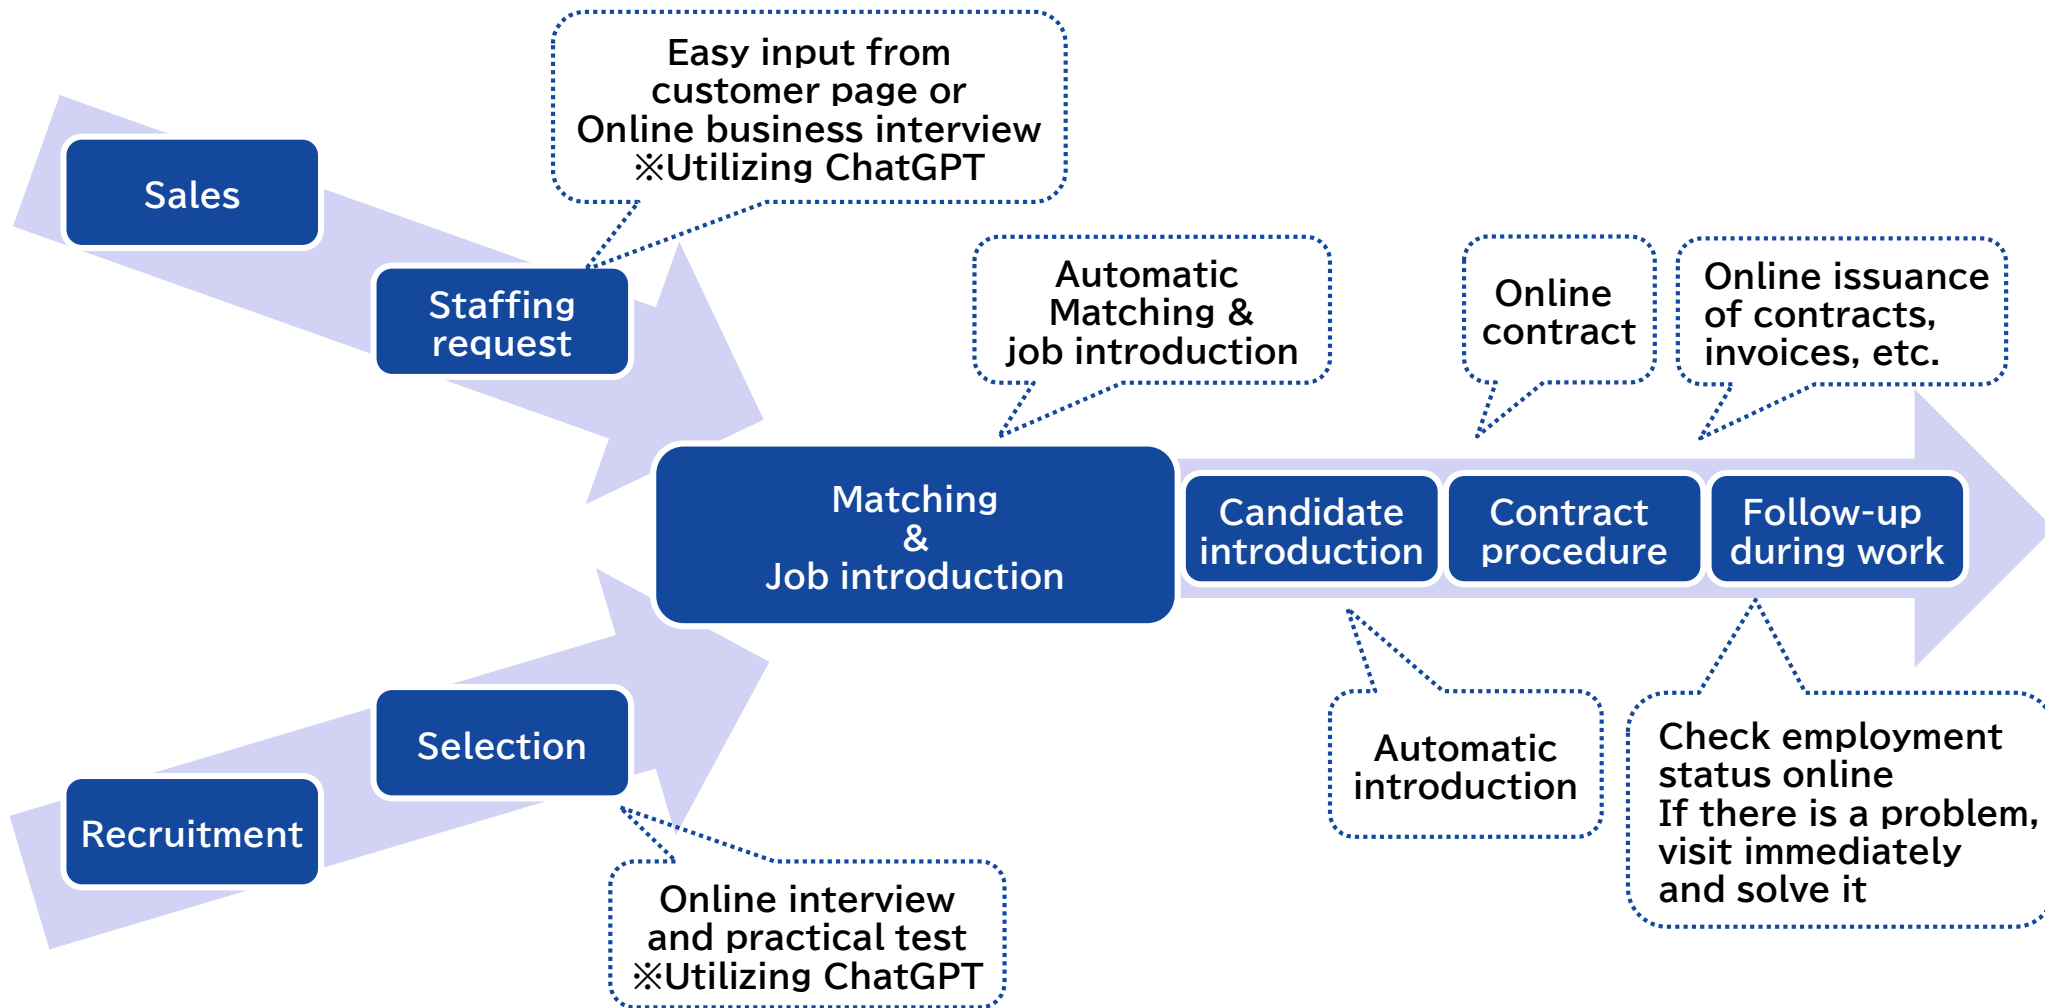 Easy input from
customer page or
Online business interview
※Utilizing ChatGPT
Sales
Staffing
request
Automatic
Matching &
job introduction
Online
contract
Online issuance
of contracts,
invoices, etc.
Matching
&
Job introduction
Candidate
introduction
Contract
procedure
Follow-up
during work
Selection
Recruitment
Online interview
and practical test
※Utilizing ChatGPT
Automatic
introduction
Check employment
status online
If there is a problem,
visit immediately
and solve it